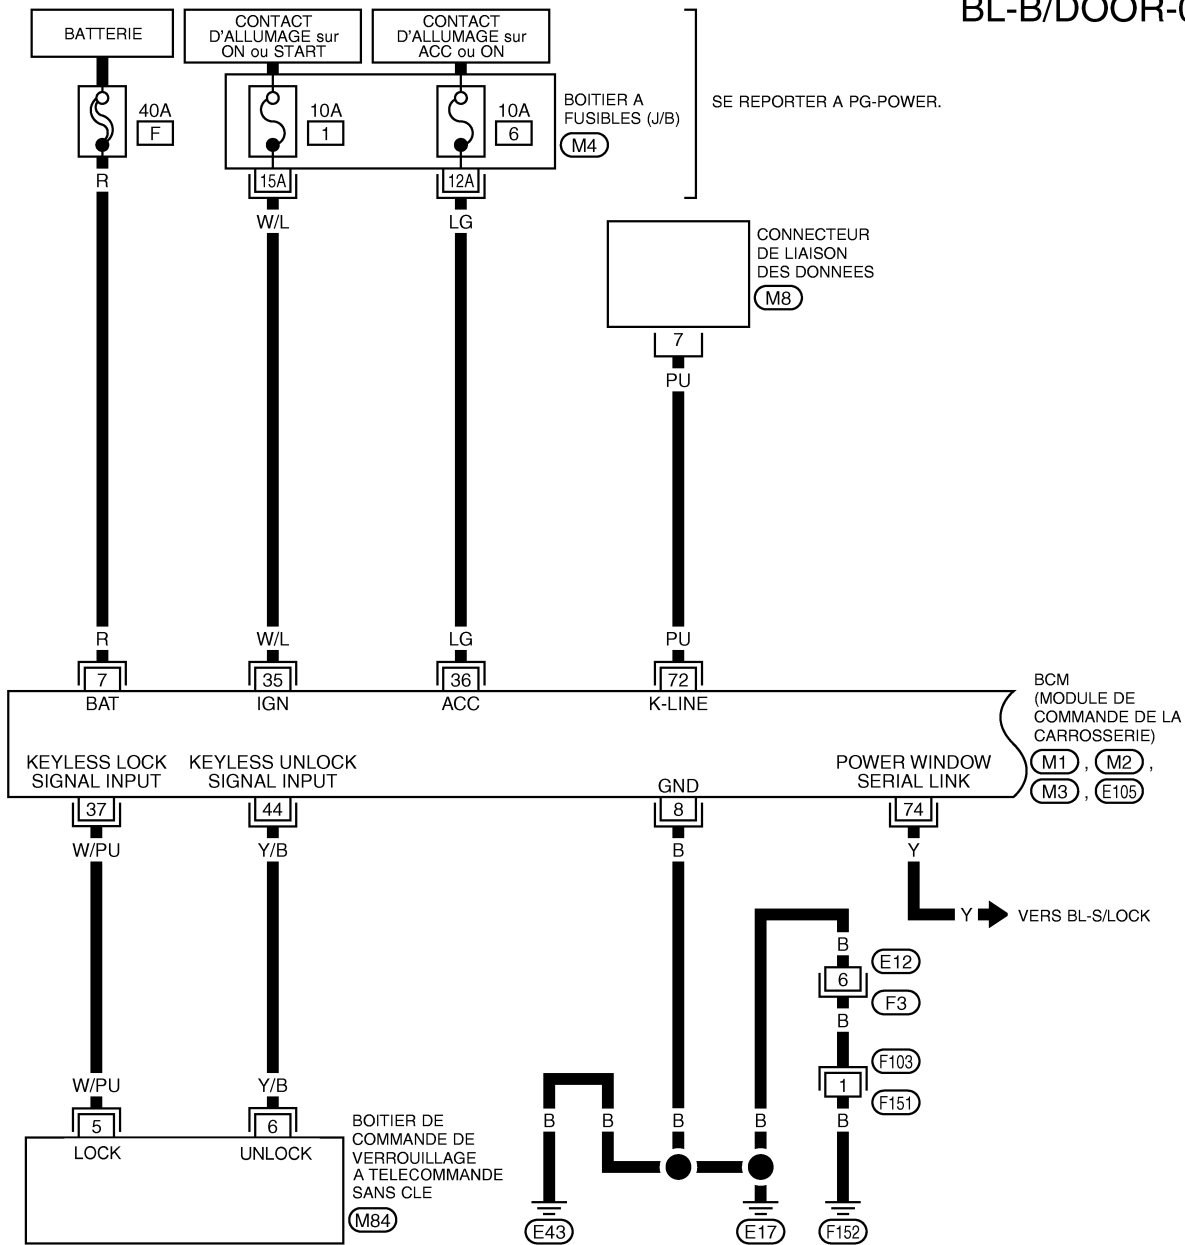 BL-B/DOOR-0
BATTERIE
CONTACT
D'ALLUMAGE sur
ON ou START
CONTACT
D'ALLUMAGE sur
ACC ou ON
40A
F
10A
1
10A
6
BOITIER A
FUSIBLES (J/B)
M4
SE REPORTER A PG-POWER.
R
15A
12A
W/L
LG
CONNECTEUR
DE LIAISON
DES DONNEES
M8
7
PU
R
W/L
LG
PU
7
35
36
72
BAT
IGN
ACC
K-LINE
BCM
(MODULE DE
COMMANDE DE LA
CARROSSERIE)
M1 , M2 ,
M3 , E105
KEYLESS LOCK
SIGNAL INPUT
KEYLESS UNLOCK
SIGNAL INPUT
GND
POWER WINDOW
SERIAL LINK
37
44
8
74
W/PU
Y/B
B
Y
Y
VERS BL-S/LOCK
B
6
E12
F3
B
F103
1
F151
W/PU
Y/B
B
B
B
B
B
5
6
LOCK
UNLOCK
BOITIER DE
COMMANDE DE
VERROUILLAGE
A TELECOMMANDE
SANS CLE
M84
E43
E17
F152